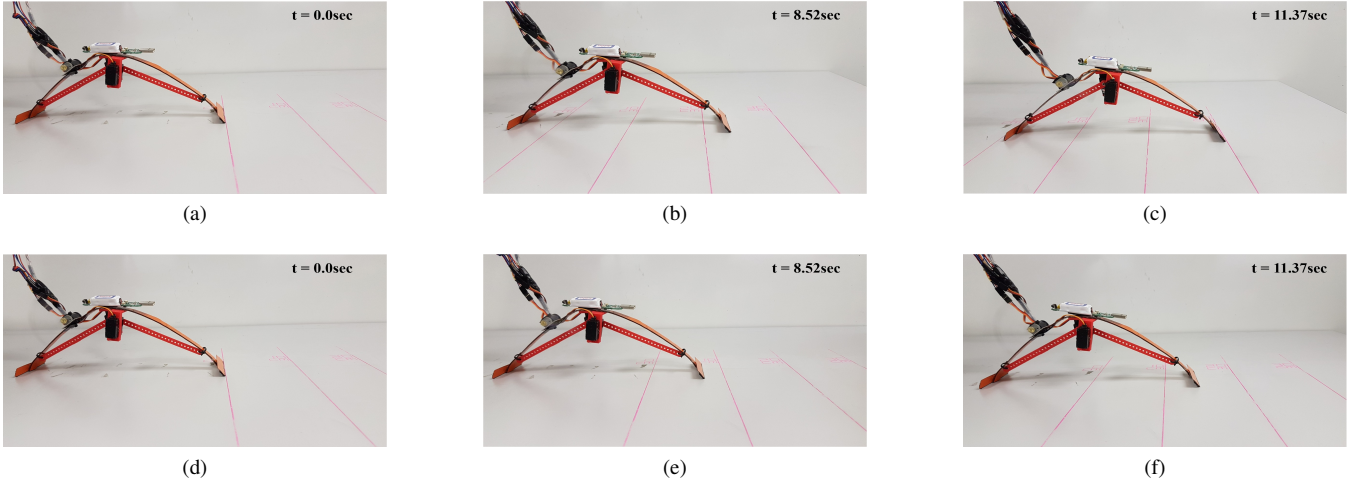 t = 0.0sec
t = 8.52sec
t = 11.37sec
(a)
(b)
(c)
t = 0.0sec
t = 8.52sec
t = 11.37sec
(d)
(e)
(f)